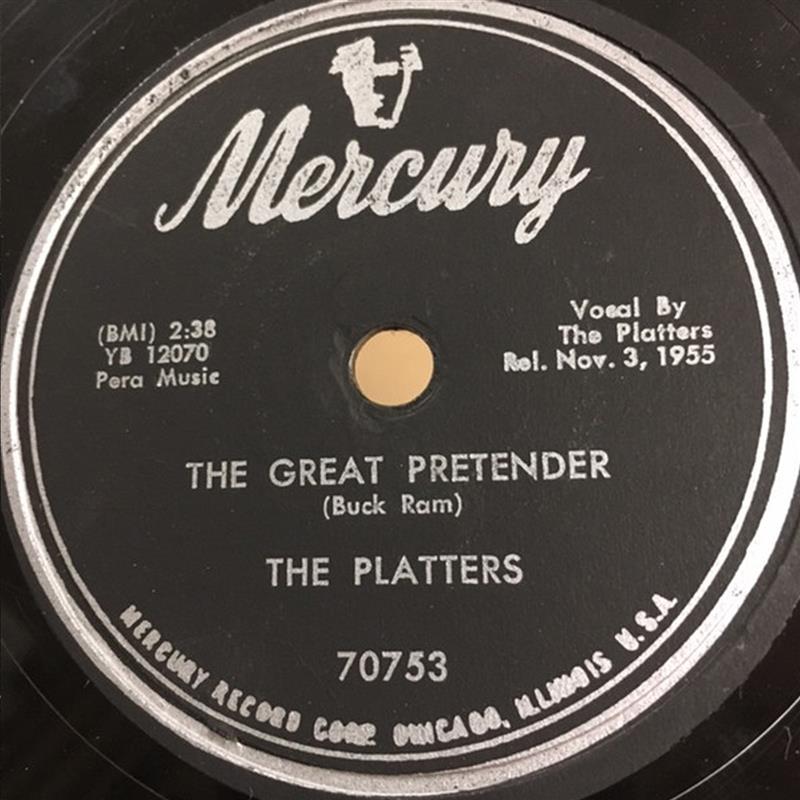 Mercury
(BMI) 2:38
YB 12070
Pera Music
Vocal By
The Platters
Rel. Nov. 3, 1955
THE GREAT PRETENDER
(Buck Ram)
THE PLATTERS
70753
MERCURY RECORD CORP. CHICAGO, ILLINOIS U.S.A.